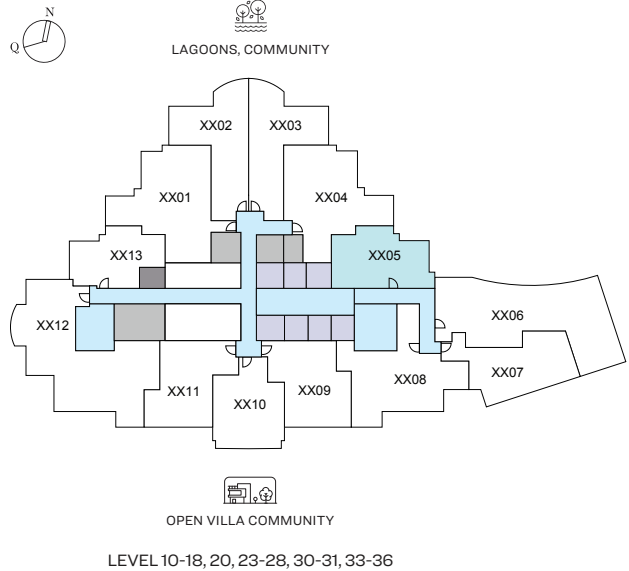 N
Q
LAGOONS, COMMUNITY
XX02
XX03
XX01
XX04
XX13
XX05
XX12
XX06
XX11
XX10
XX09
XX08
XX07
OPEN VILLA COMMUNITY
LEVEL 10-18, 20, 23-28, 30-31, 33-36